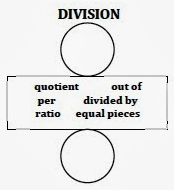 DIVISION
quotient out of
per divided by
ratio equal pieces